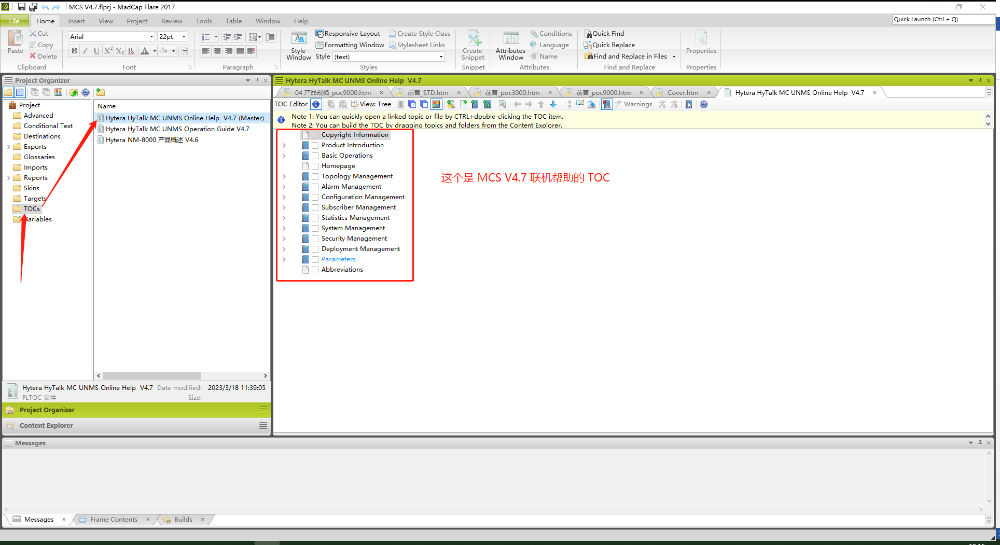 MCS V4.7.flprj - MadCap Flare 2017
File Home Insert View Project Review Tools Table Window Help
Quick Launch (Ctrl + Q)
Paste Cut Copy Delete
Clipboard
Arial 22pt
B I U X² X₂ B A
Font
Paragraph
Style Window
Responsive Layout Create Style Class
Formatting Window Stylesheet Links
Style (text)
Styles
Create Snippet
Snippet
Attributes Window
Conditions
Language
Name
Attributes
Quick Find
Quick Replace
Find and Replace in Files
Find and Replace
Properties
Properties
Project Organizer
Project
Advanced
Conditional Text
Destinations
Exports
Glossaries
Imports
Reports
Skins
Targets
TOCs
Variables
Name
Hytera HyTalk MC UNMS Online Help V4.7 (Master)
Hytera HyTalk MC UNMS Operation Guide V4.7
Hytera NM-8000 产品概述 V4.6
Hytera HyTalk MC UNMS Online Help V4.7 Date modified: 2023/3/18 11:39:05
FLTOC 文件 Size:
Project Organizer
Content Explorer
Hytera HyTalk MC UNMS Online Help V4.7
04 产品规格_poc9000.htm 前言_STD.htm 前言_poc3000.htm 前言_poc9000.htm Cover.htm Hytera HyTalk MC UNMS Online Help V4.7
TOC Editor View: Tree Warnings
Note 1: You can quickly open a linked topic or file by CTRL+double-clicking the TOC item.
Note 2: You can build the TOC by dragging topics and folders from the Content Explorer.
Copyright Information
Product Introduction
Basic Operations
Homepage
Topology Management
Alarm Management
Configuration Management
Subscriber Management
Statistics Management
System Management
Security Management
Deployment Management
Parameters
Abbreviations
这个是 MCS V4.7 联机帮助的 TOC
Messages
Messages Frame Contents Builds